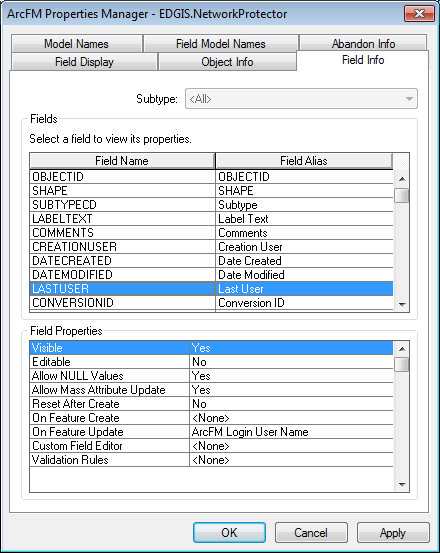 ArcFM Properties Manager - EDGIS.NetworkProtector
Model Names Field Model Names Abandon Info
Field Display Object Info Field Info
Subtype: <All>
Fields
Select a field to view its properties.
Field Name Field Alias
OBJECTID OBJECTID
SHAPE SHAPE
SUBTYPECD Subtype
LABELTEXT Label Text
COMMENTS Comments
CREATIONUSER Creation User
DATECREATED Date Created
DATEMODIFIED Date Modified
LASTUSER Last User
CONVERSIONID Conversion ID
Field Properties
Visible Yes
Editable No
Allow NULL Values Yes
Allow Mass Attribute Update Yes
Reset After Create No
On Feature Create <None>
On Feature Update ArcFM Login User Name
Custom Field Editor <None>
Validation Rules <None>
OK Cancel Apply